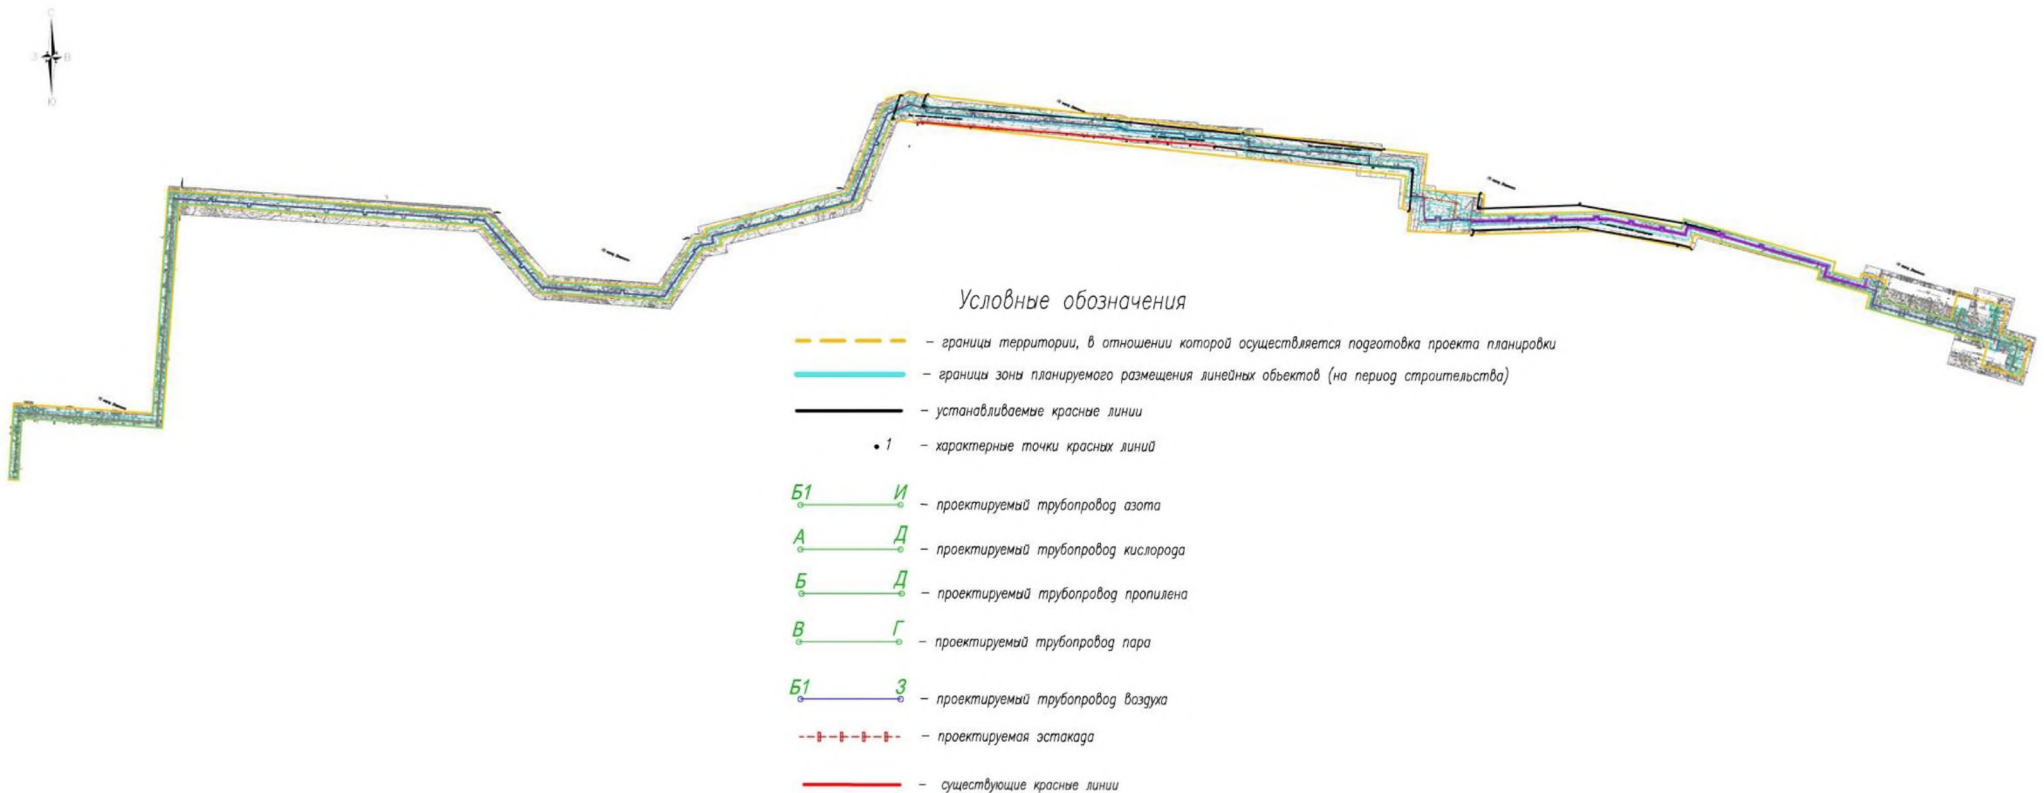 С
З В
Ю
Условные обозначения
– границы территории, в отношении которой осуществляется подготовка проекта планировки
– границы зоны планируемого размещения линейных объектов (на период строительства)
– устанавливаемые красные линии
1 – характерные точки красных линий
Б1 И – проектируемый трубопровод азота
А Д – проектируемый трубопровод кислорода
Б Д – проектируемый трубопровод пропилена
В Г – проектируемый трубопровод пара
Б1 З – проектируемый трубопровод воздуха
– проектируемая эстакада
– существующие красные линии